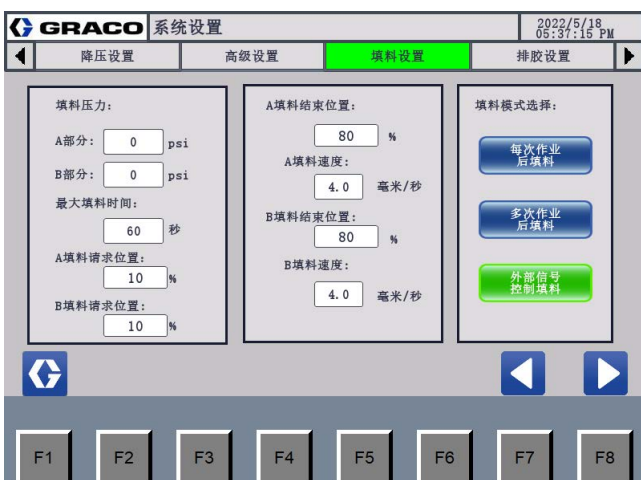 GRACO 系统设置 2022/5/18
05:37:15 PM
降压设置 高级设置 填料设置 排胶设置
填料压力:
A部分: 0 psi
B部分: 0 psi
最大填料时间:
60 秒
A填料请求位置:
10 %
B填料请求位置:
10 %
A填料结束位置:
80 %
A填料速度:
4.0 毫米/秒
B填料结束位置:
80 %
B填料速度:
4.0 毫米/秒
填料模式选择:
每次作业
后填料
多次作业
后填料
外部信号
控制填料
F1 F2 F3 F4 F5 F6 F7 F8